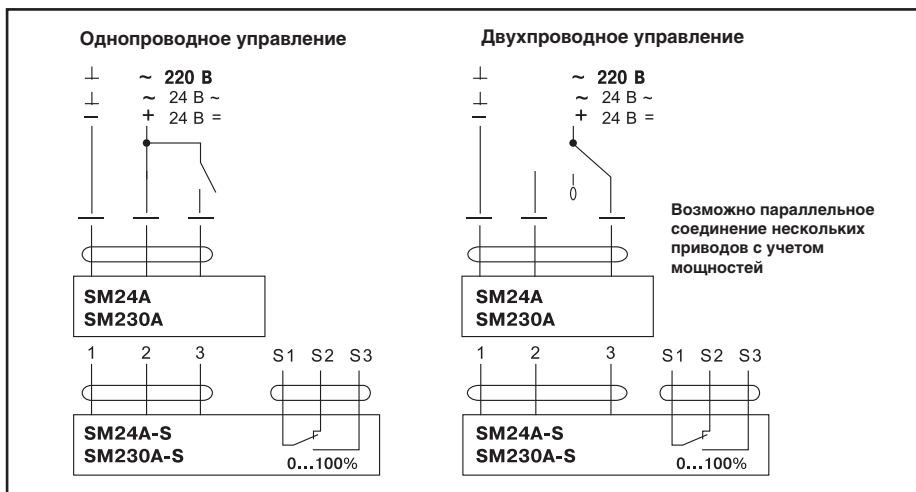 Однопроводное управление
~ 220 В
~ 24 В ~
+ 24 В =
SM24A
SM230A
1 2 3 S1 S2 S3
SM24A-S
SM230A-S
0...100%
Двухпроводное управление
~ 220 В
~ 24 В ~
+ 24 В =
0
Возможно параллельное
соединение нескольких
приводов с учетом
мощностей
SM24A
SM230A
1 2 3 S1 S2 S3
SM24A-S
SM230A-S
0...100%